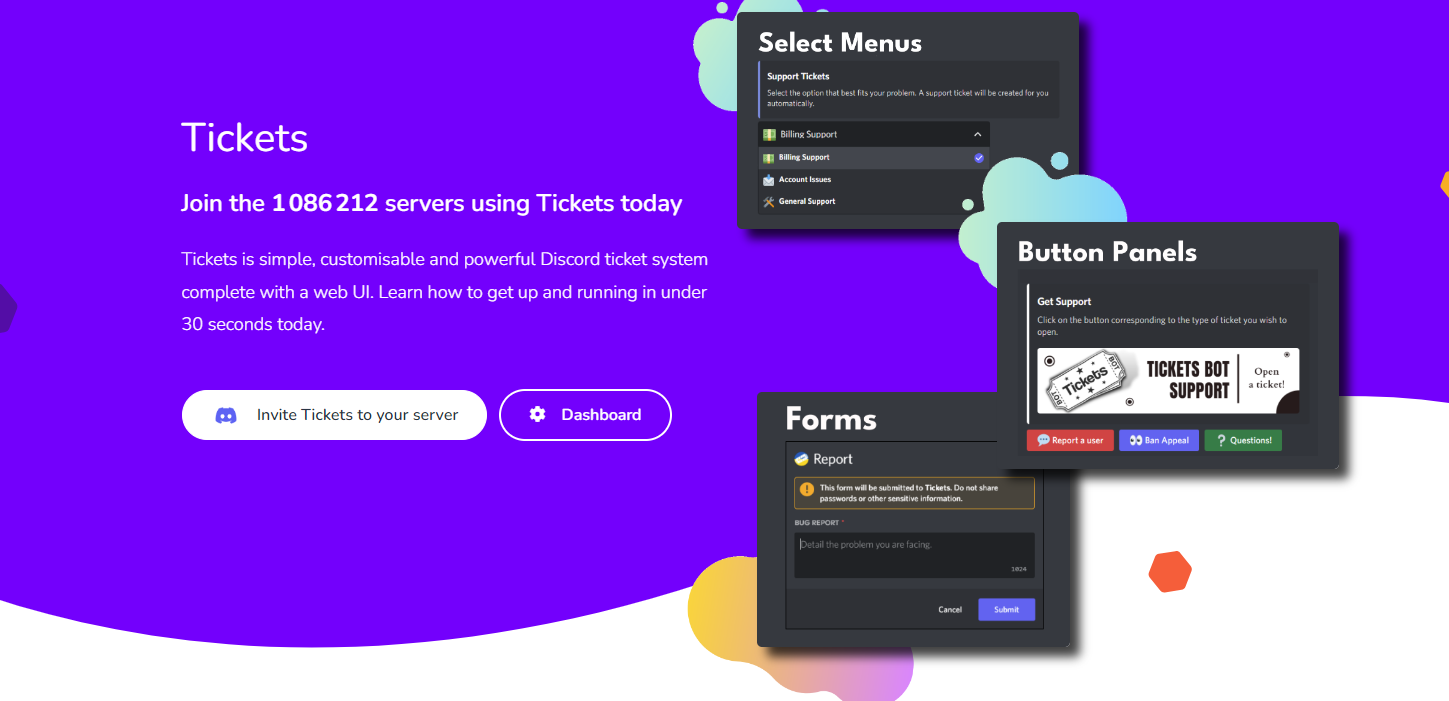 Tickets
Join the 1 086 212 servers using Tickets today
Tickets is simple, customisable and powerful Discord ticket system
complete with a web UI. Learn how to get up and running in under
30 seconds today.
Invite Tickets to your server
Dashboard
Select Menus
Support Tickets
Select the option that best fits your problem. A support ticket will be created for you
automatically.
Billing Support
Billing Support
Account Issues
General Support
Button Panels
Get Support
Click on the button corresponding to the type of ticket you wish to
open.
BOT
Tickets
BOT
TICKETS BOT
SUPPORT
Open
a ticket!
Report a user
Ban Appeal
Questions!
Forms
Report
This form will be submitted to Tickets. Do not share
passwords or other sensitive information.
BUG REPORT *
Detail the problem you are facing.
1024
Cancel
Submit